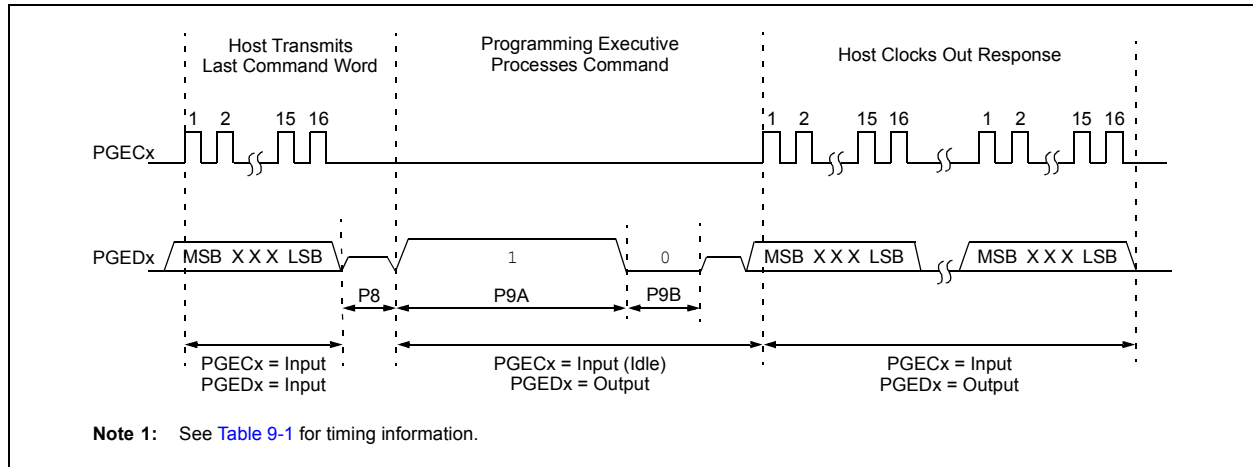 Host Transmits
Last Command Word
Programming Executive
Processes Command
Host Clocks Out Response
1 2 15 16
1 2 15 16
1 2 15 16
PGECx
PGEDx
MSB X X X LSB
1
0
MSB X X X LSB
MSB X X X LSB
P8
P9A
P9B
PGECx = Input
PGEDx = Input
PGECx = Input (Idle)
PGEDx = Output
PGECx = Input
PGEDx = Output
Note 1: See Table 9-1 for timing information.